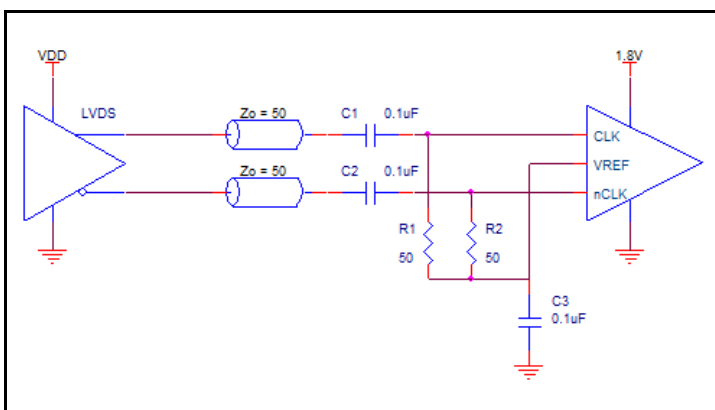 VDD
1.8V
LVDS
Zo = 50
C1
0.1uF
CLK
Zo = 50
C2
0.1uF
VREF
nCLK
R1
R2
50
50
C3
0.1uF